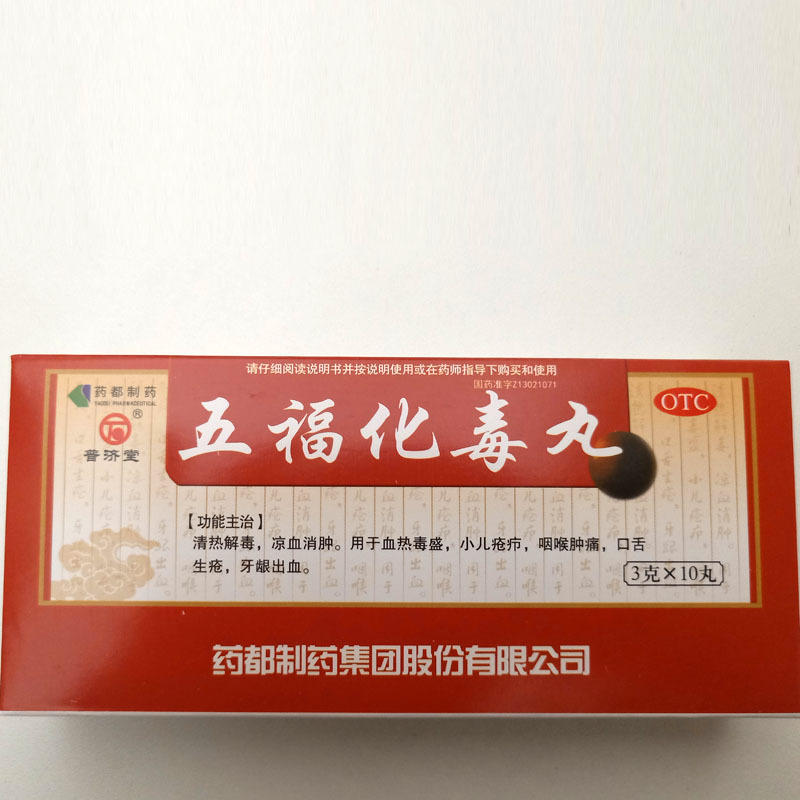 请仔细阅读说明书并按说明使用或在药师指导下购买和使用
国药准字Z13021071
药都制药
YAODU PHARMACEUTICAL
®
普济堂
五福化毒丸
OTC
【功能主治】
清热解毒，凉血消肿。用于血热毒盛，小儿疮疖，咽喉肿痛，口舌
生疮，牙龈出血。
3克×10丸
药都制药集团股份有限公司